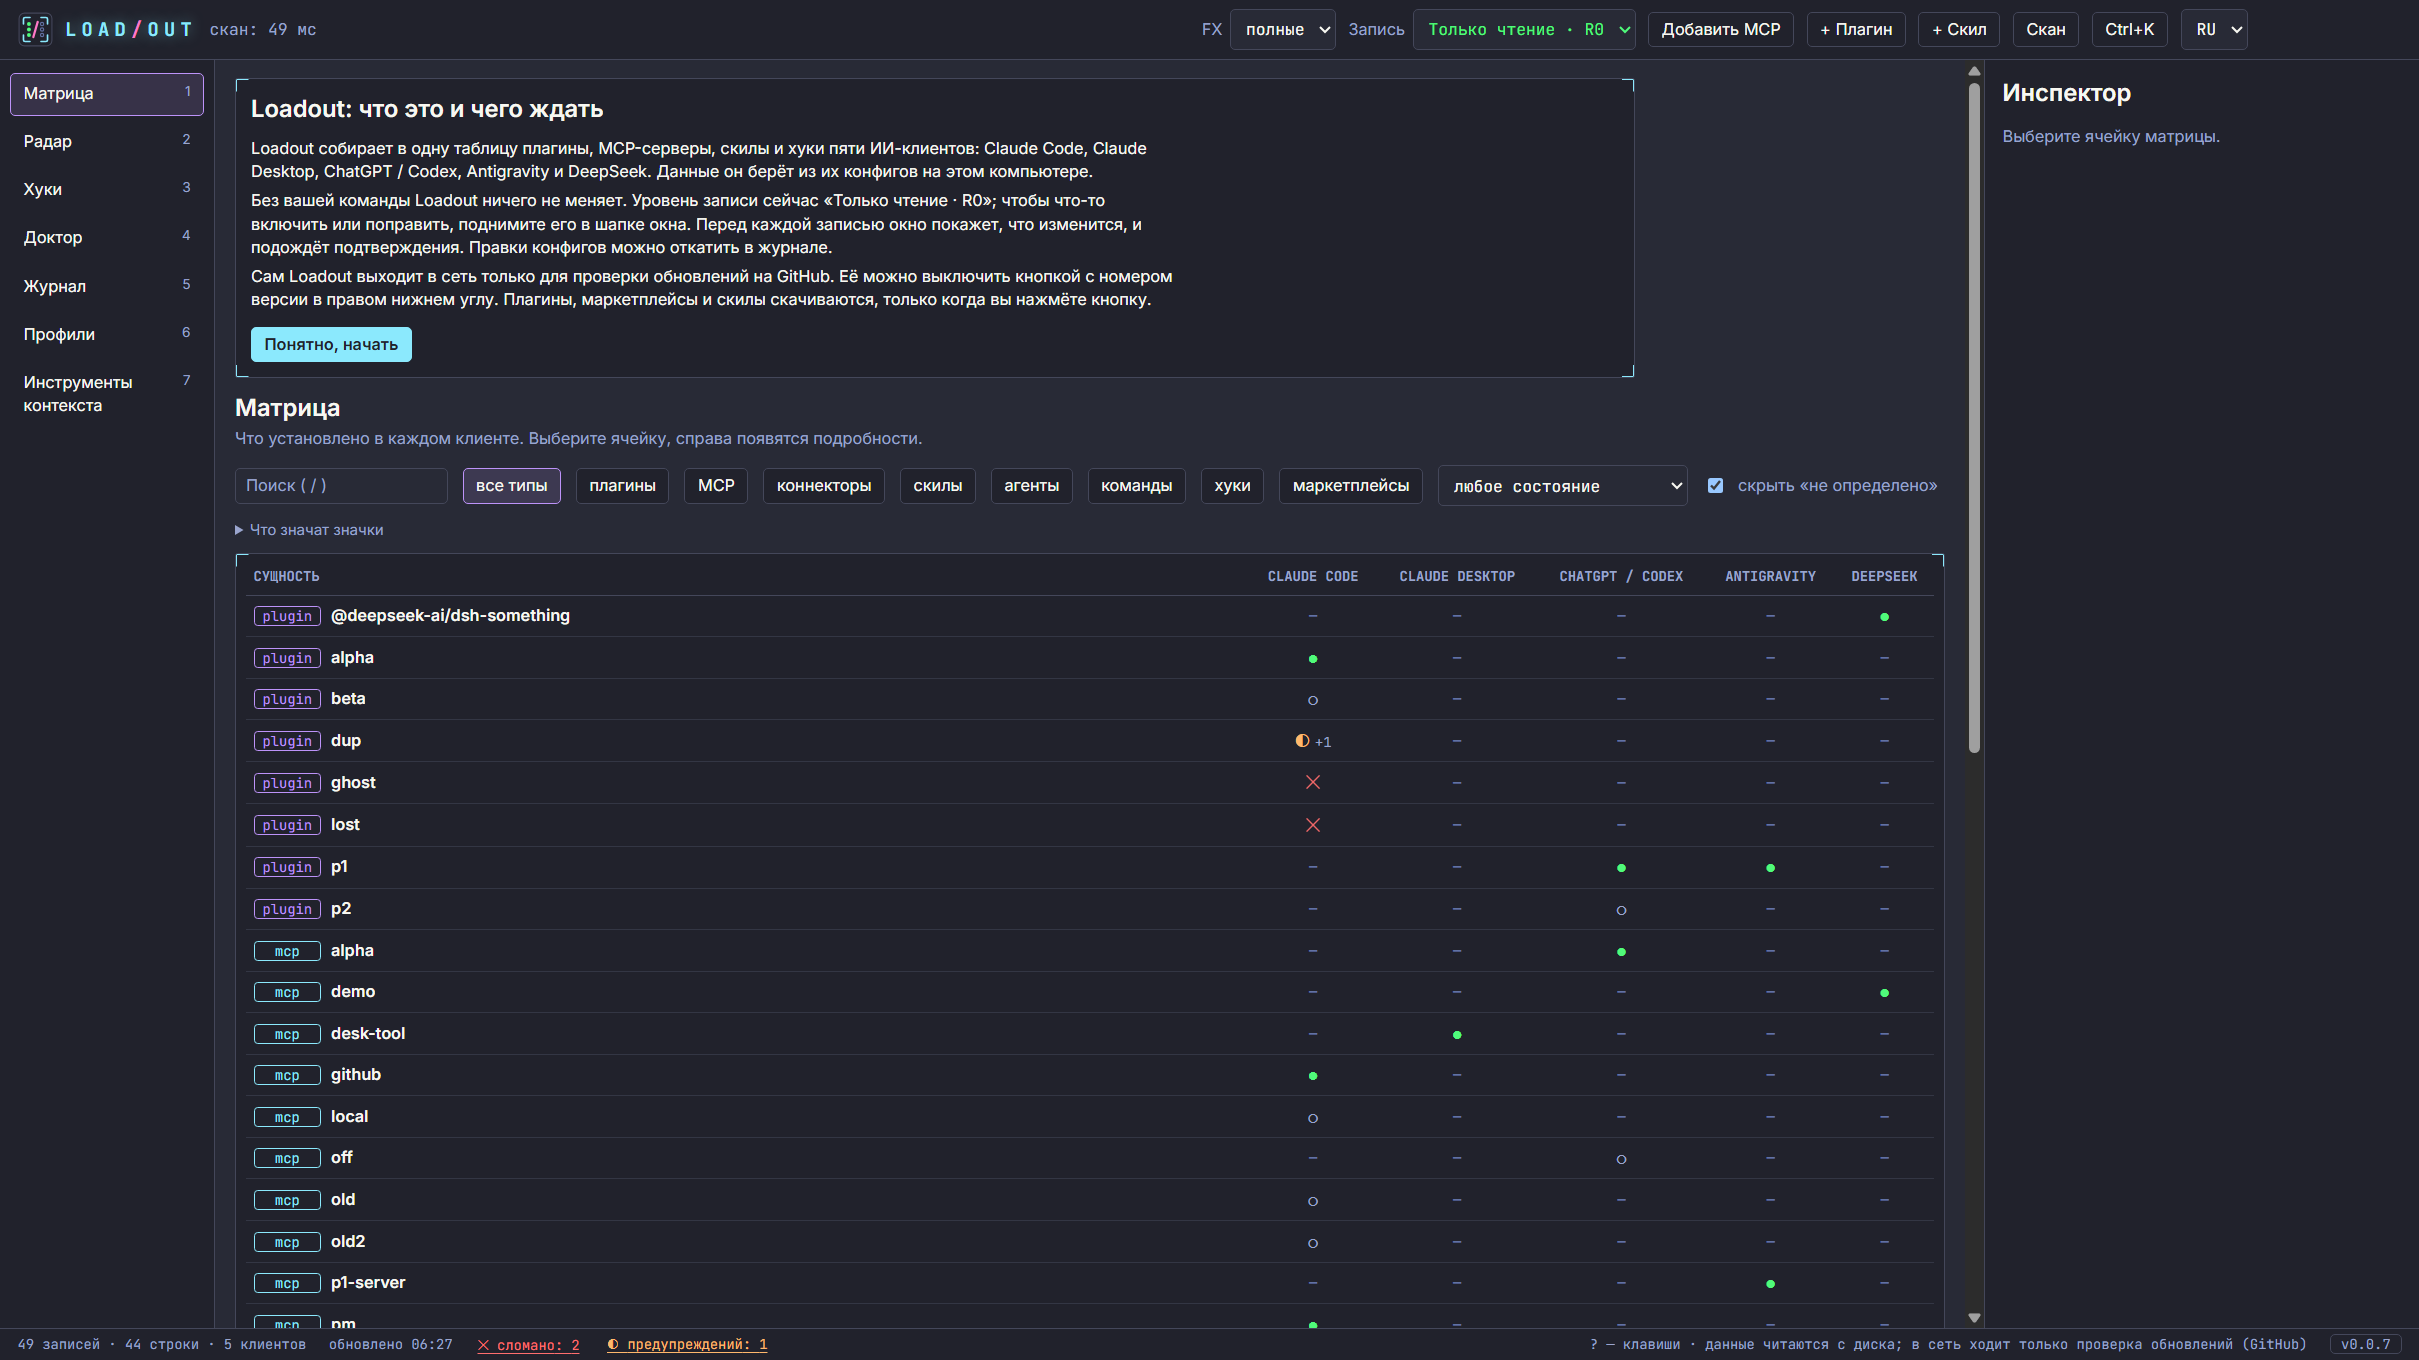 LOAD/OUT скан: 49 мс FX полные Запись Только чтение · R0 Добавить MCP + Плагин + Скил Скан Ctrl+K RU
Матрица 1
Радар 2
Хуки 3
Доктор 4
Журнал 5
Профили 6
Инструменты контекста 7
Loadout: что это и чего ждать
Loadout собирает в одну таблицу плагины, MCP-серверы, скилы и хуки пяти ИИ-клиентов: Claude Code, Claude
Desktop, ChatGPT / Codex, Antigravity и DeepSeek. Данные он берёт из их конфигов на этом компьютере.
Без вашей команды Loadout ничего не меняет. Уровень записи сейчас «Только чтение · R0»; чтобы что-то
включить или поправить, поднимите его в шапке окна. Перед каждой записью окно покажет, что изменится, и
подождёт подтверждения. Правки конфигов можно откатить в журнале.
Сам Loadout выходит в сеть только для проверки обновлений на GitHub. Её можно выключить кнопкой с номером
версии в правом нижнем углу. Плагины, маркетплейсы и скилы скачиваются, только когда вы нажмёте кнопку.
Понятно, начать
Матрица
Что установлено в каждом клиенте. Выберите ячейку, справа появятся подробности.
Поиск ( / ) все типы плагины MCP коннекторы скилы агенты команды хуки маркетплейсы любое состояние скрыть «не определено»
Что значат значки
СУЩНОСТЬ CLAUDE CODE CLAUDE DESKTOP CHATGPT / CODEX ANTIGRAVITY DEEPSEEK
plugin @deepseek-ai/dsh-something – – – – ●
plugin alpha ● – – – –
plugin beta ○ – – – –
plugin dup ◐ +1 – – – –
plugin ghost ✕ – – – –
plugin lost ✕ – – – –
plugin p1 – – ● ● –
plugin p2 – – ○ – –
mcp alpha – – ● – –
mcp demo – – – – ●
mcp desk-tool – ● – – –
mcp github ● – – – –
mcp local ○ – – – –
mcp off – – ○ – –
mcp old ○ – – – –
mcp old2 ○ – – – –
mcp p1-server – – – ● –
mcp pm ● – – – –
Инспектор
Выберите ячейку матрицы.
49 записей · 44 строки · 5 клиентов обновлено 06:27 ✕ сломано: 2 ◐ предупреждений: 1 ? – клавиши · данные читаются с диска; в сеть ходит только проверка обновлений (GitHub) v0.0.7